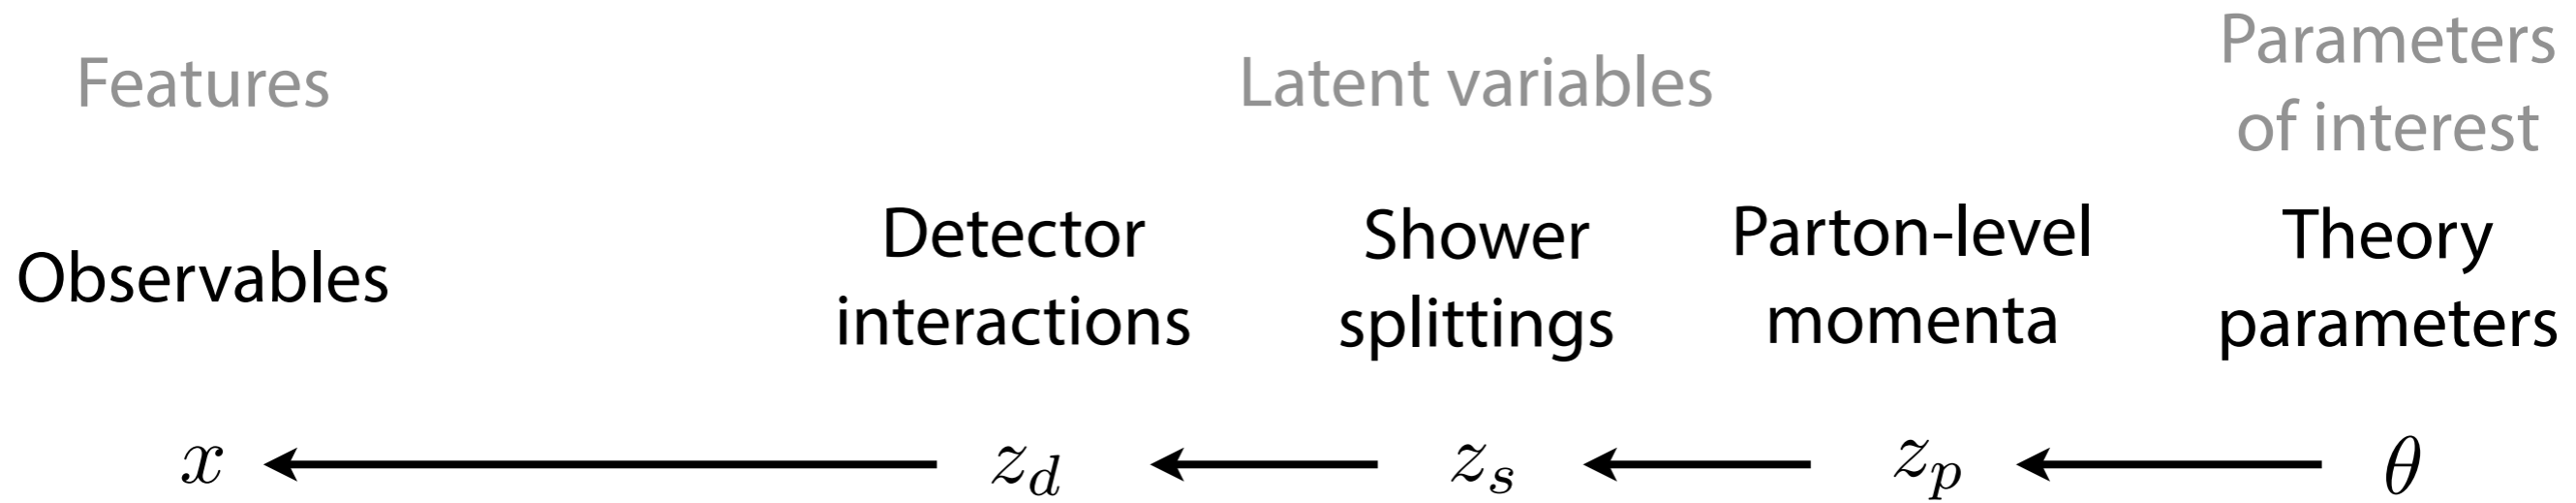 Features
Latent variables
Parameters
of interest
Observables
Detector
interactions
Shower
splittings
Parton-level
momenta
Theory
parameters
x
z_d
z_s
z_p
θ